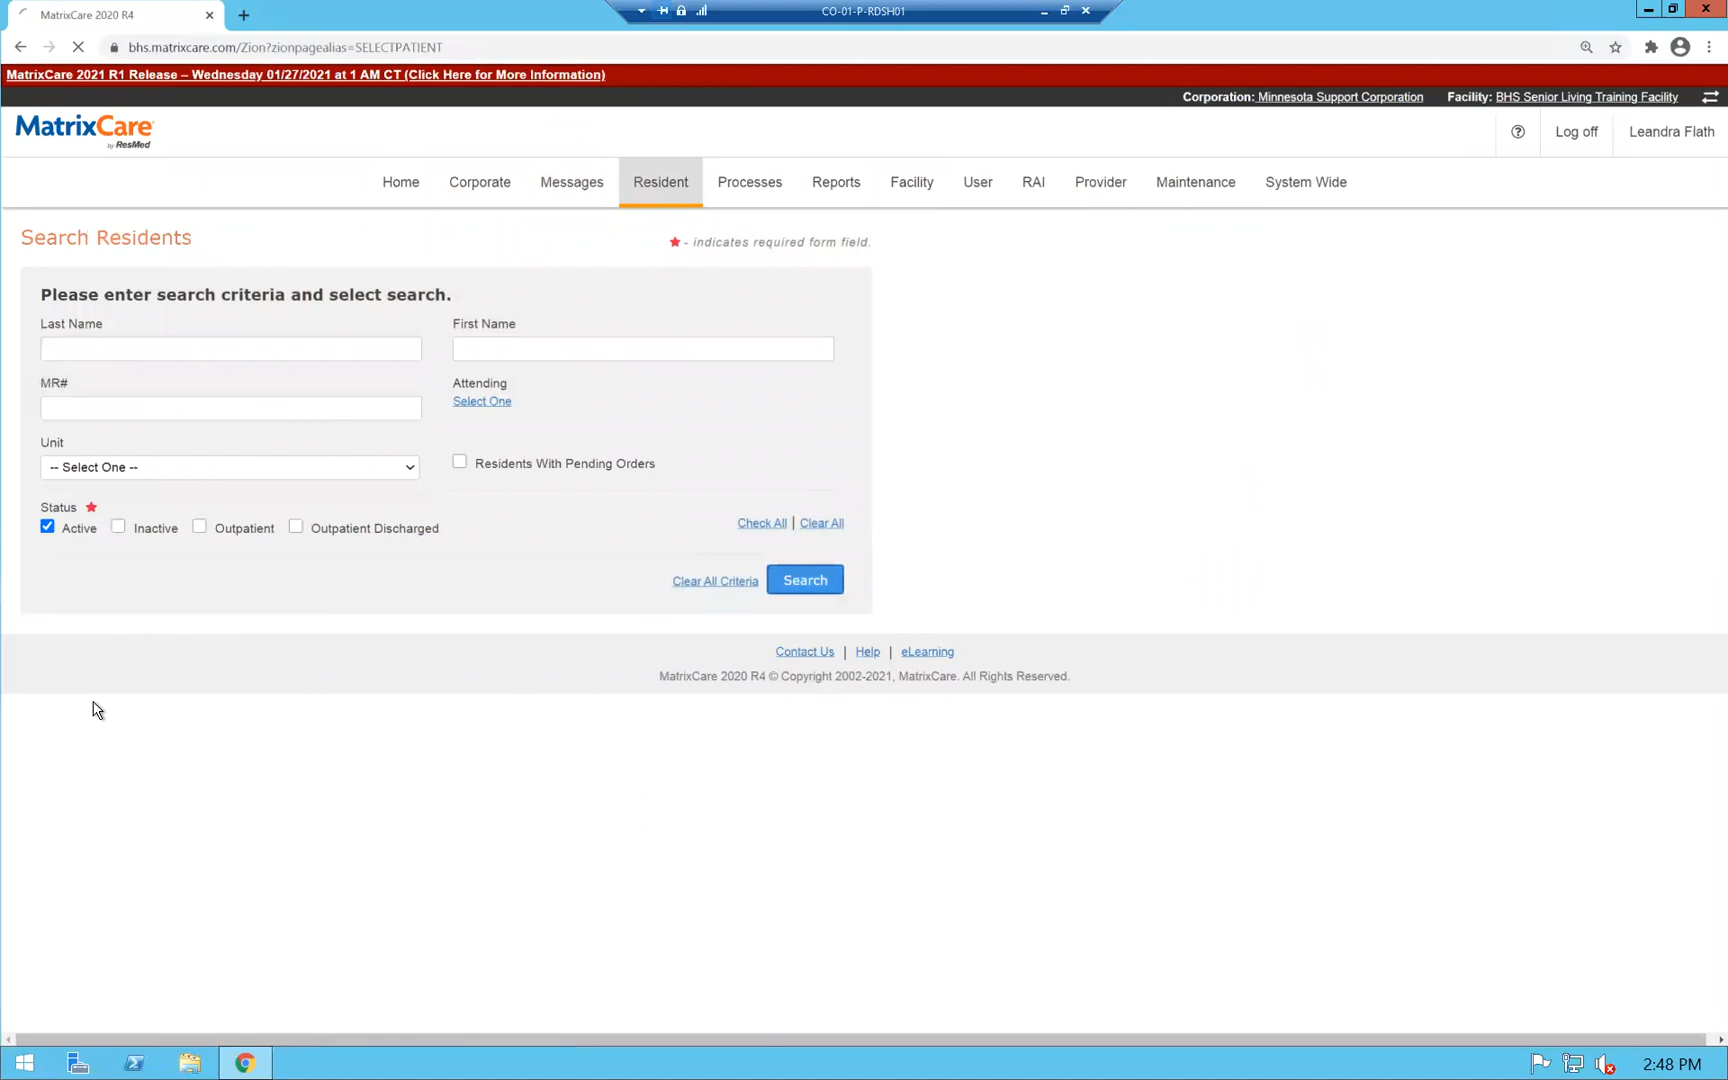 MatrixCare 2020 R4
CO-01-P-RDSH01
bhs.matrixcare.com/Zion?zionpagealias=SELECTPATIENT
MatrixCare 2021 R1 Release – Wednesday 01/27/2021 at 1 AM CT (Click Here for More Information)
Corporation: Minnesota Support Corporation Facility: BHS Senior Living Training Facility
MatrixCare
by ResMed
Log off Leandra Flath
Home Corporate Messages Resident Processes Reports Facility User RAI Provider Maintenance System Wide
Search Residents
- indicates required form field.
Please enter search criteria and select search.
Last Name First Name
MR# Attending
Select One
Unit
-- Select One -- Residents With Pending Orders
Status
Active Inactive Outpatient Outpatient Discharged Check All | Clear All
Clear All Criteria Search
Contact Us | Help | eLearning
MatrixCare 2020 R4 © Copyright 2002-2021, MatrixCare. All Rights Reserved.
2:48 PM